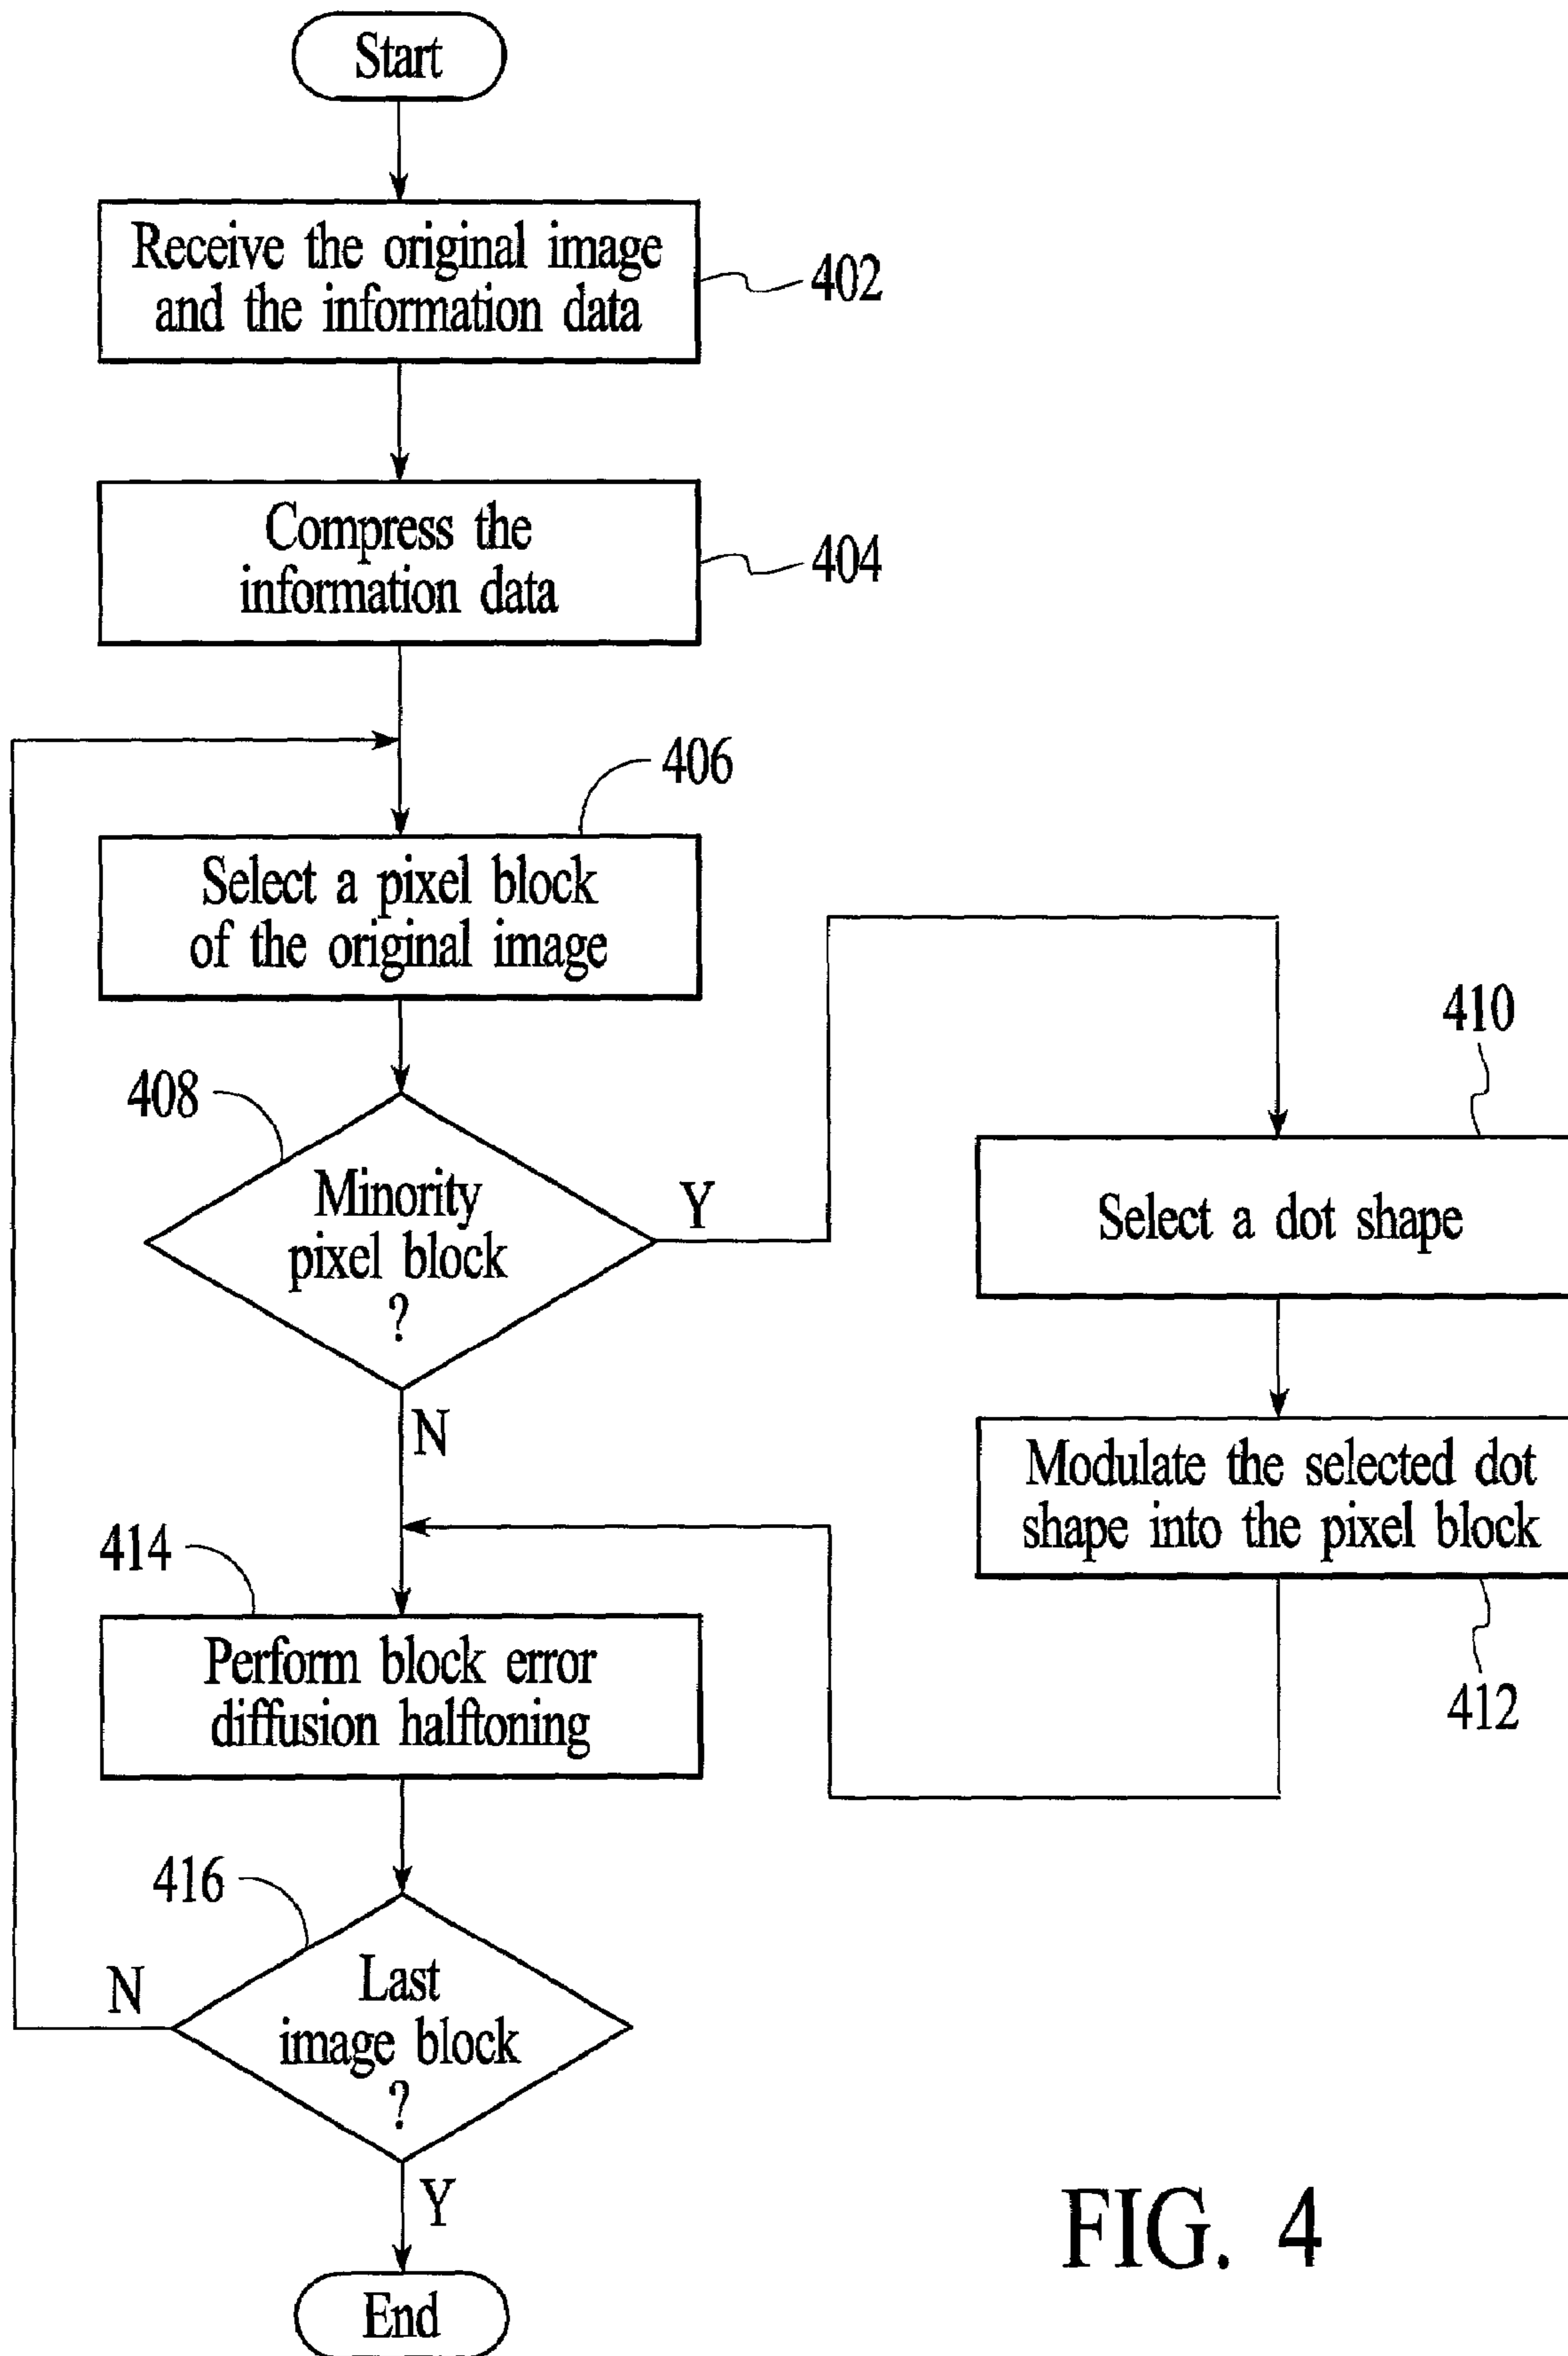 Start
Receive the original image
and the information data
402
Compress the
information data
404
406
Select a pixel block
of the original image
408
Minority
pixel block
?
Y
N
410
Select a dot shape
Modulate the selected dot
shape into the pixel block
412
414
Perform block error
diffusion halftoning
416
Last
image block
?
N
Y
End
FIG. 4